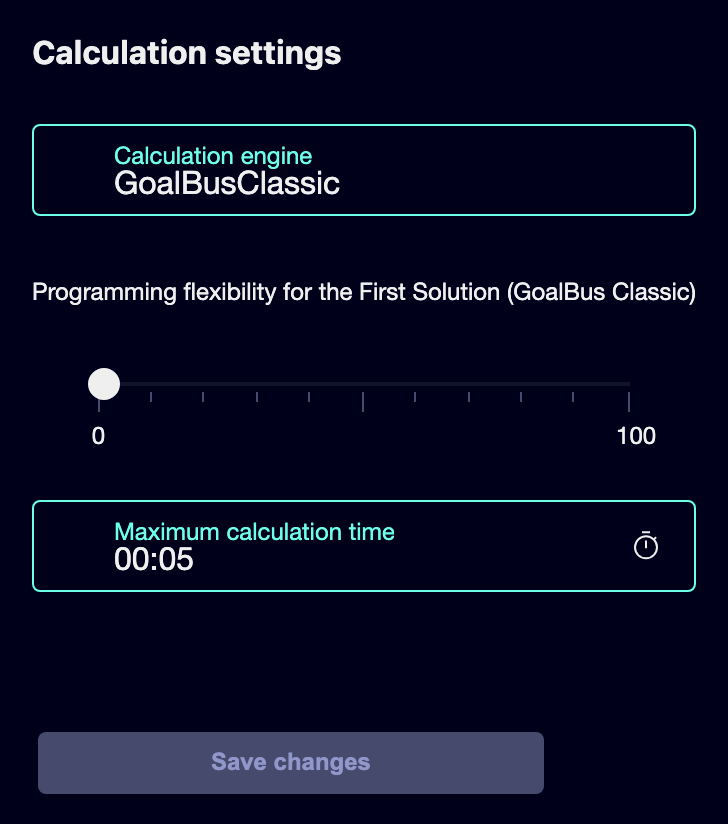 Calculation settings
Calculation engine
GoalBusClassic
Programming flexibility for the First Solution (GoalBus Classic)
0 100
Maximum calculation time
00:05
Save changes